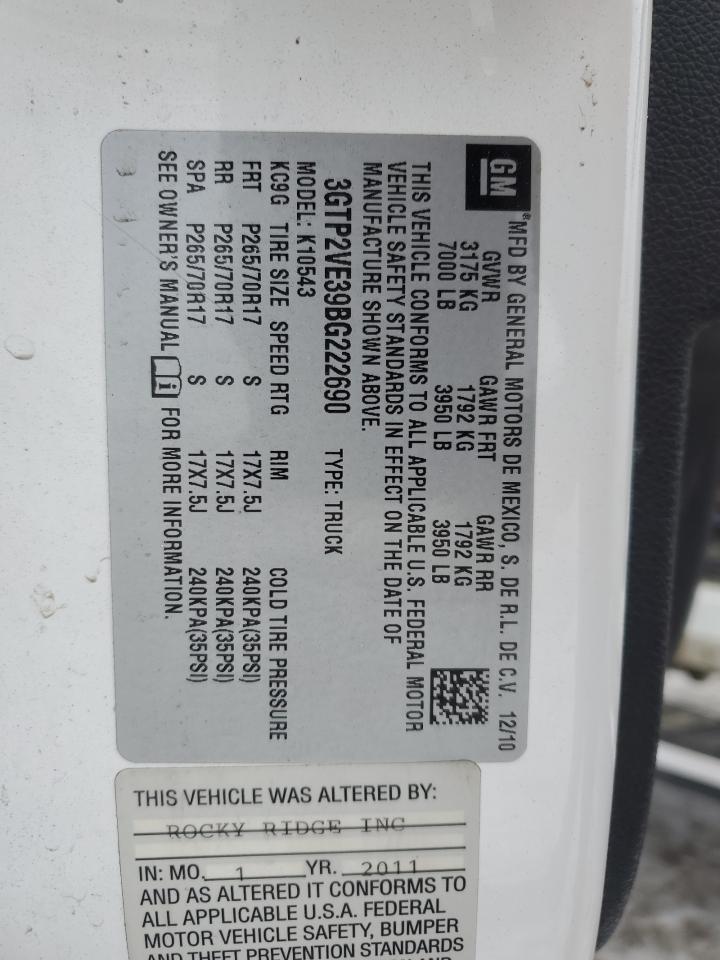 GM
®MFD BY GENERAL MOTORS DE MEXICO, S. DE R.L. DE C.V. 12/10
GVWR GAWR FRT GAWR RR
3175 KG 1792 KG 1792 KG
7000 LB 3950 LB 3950 LB
THIS VEHICLE CONFORMS TO ALL APPLICABLE U.S. FEDERAL MOTOR
VEHICLE SAFETY STANDARDS IN EFFECT ON THE DATE OF
MANUFACTURE SHOWN ABOVE.
3GTP2VE39BG222690 TYPE: TRUCK
MODEL: K10543
KC9G TIRE SIZE SPEED RTG RIM COLD TIRE PRESSURE
FRT P265/70R17 S 17X7.5J 240KPA(35PSI)
RR P265/70R17 S 17X7.5J 240KPA(35PSI)
SPA P265/70R17 S 17X7.5J 240KPA(35PSI)
SEE OWNER'S MANUAL FOR MORE INFORMATION.
THIS VEHICLE WAS ALTERED BY:
ROCKY RIDGE INC
IN: MO. 1 YR. 2011
AND AS ALTERED IT CONFORMS TO
ALL APPLICABLE U.S.A. FEDERAL
MOTOR VEHICLE SAFETY, BUMPER
AND THEFT PREVENTION STANDARDS